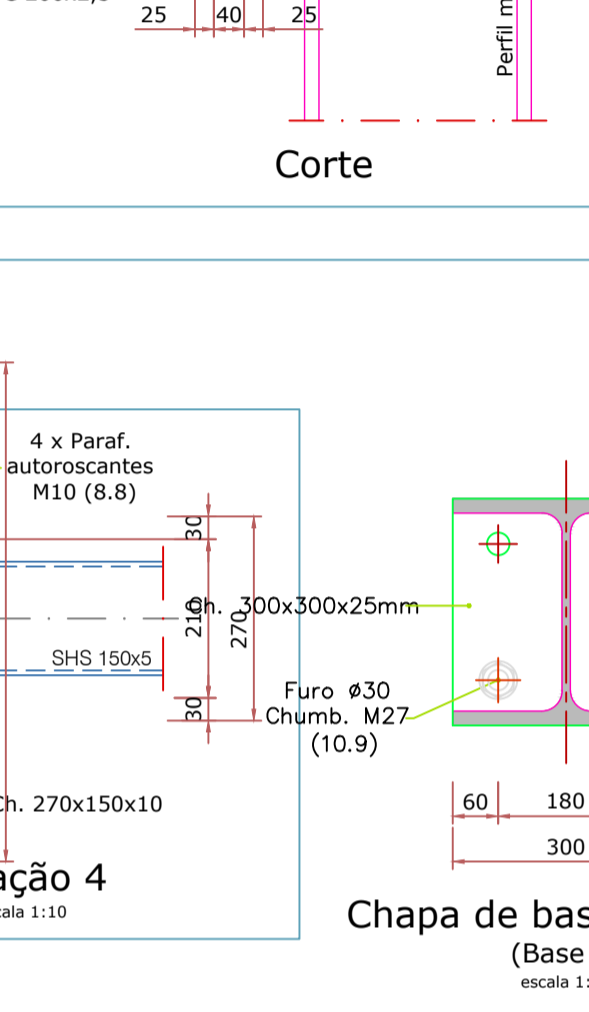 25
40
25
Perfil m
Corte
4 x Paraf.
autoroscantes
M10 (8.8)
30
210
270
30
Ch. 300x300x25mm
SHS 150x5
Furo ø30
Chumb. M27
(10.9)
Ch. 270x150x10
60
180
300
ação 4
cala 1:10
Chapa de bas
(Base
escala 1: